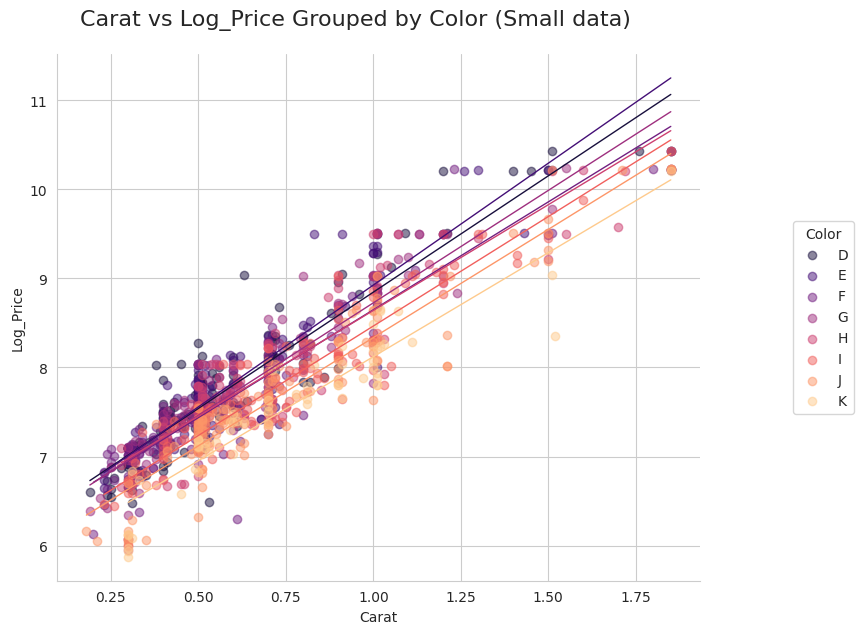 Carat vs Log_Price Grouped by Color (Small data)
11
10
9
8
7
6
Log_Price
0.25 0.50 0.75 1.00 1.25 1.50 1.75
Carat
Color
D
E
F
G
H
I
J
K